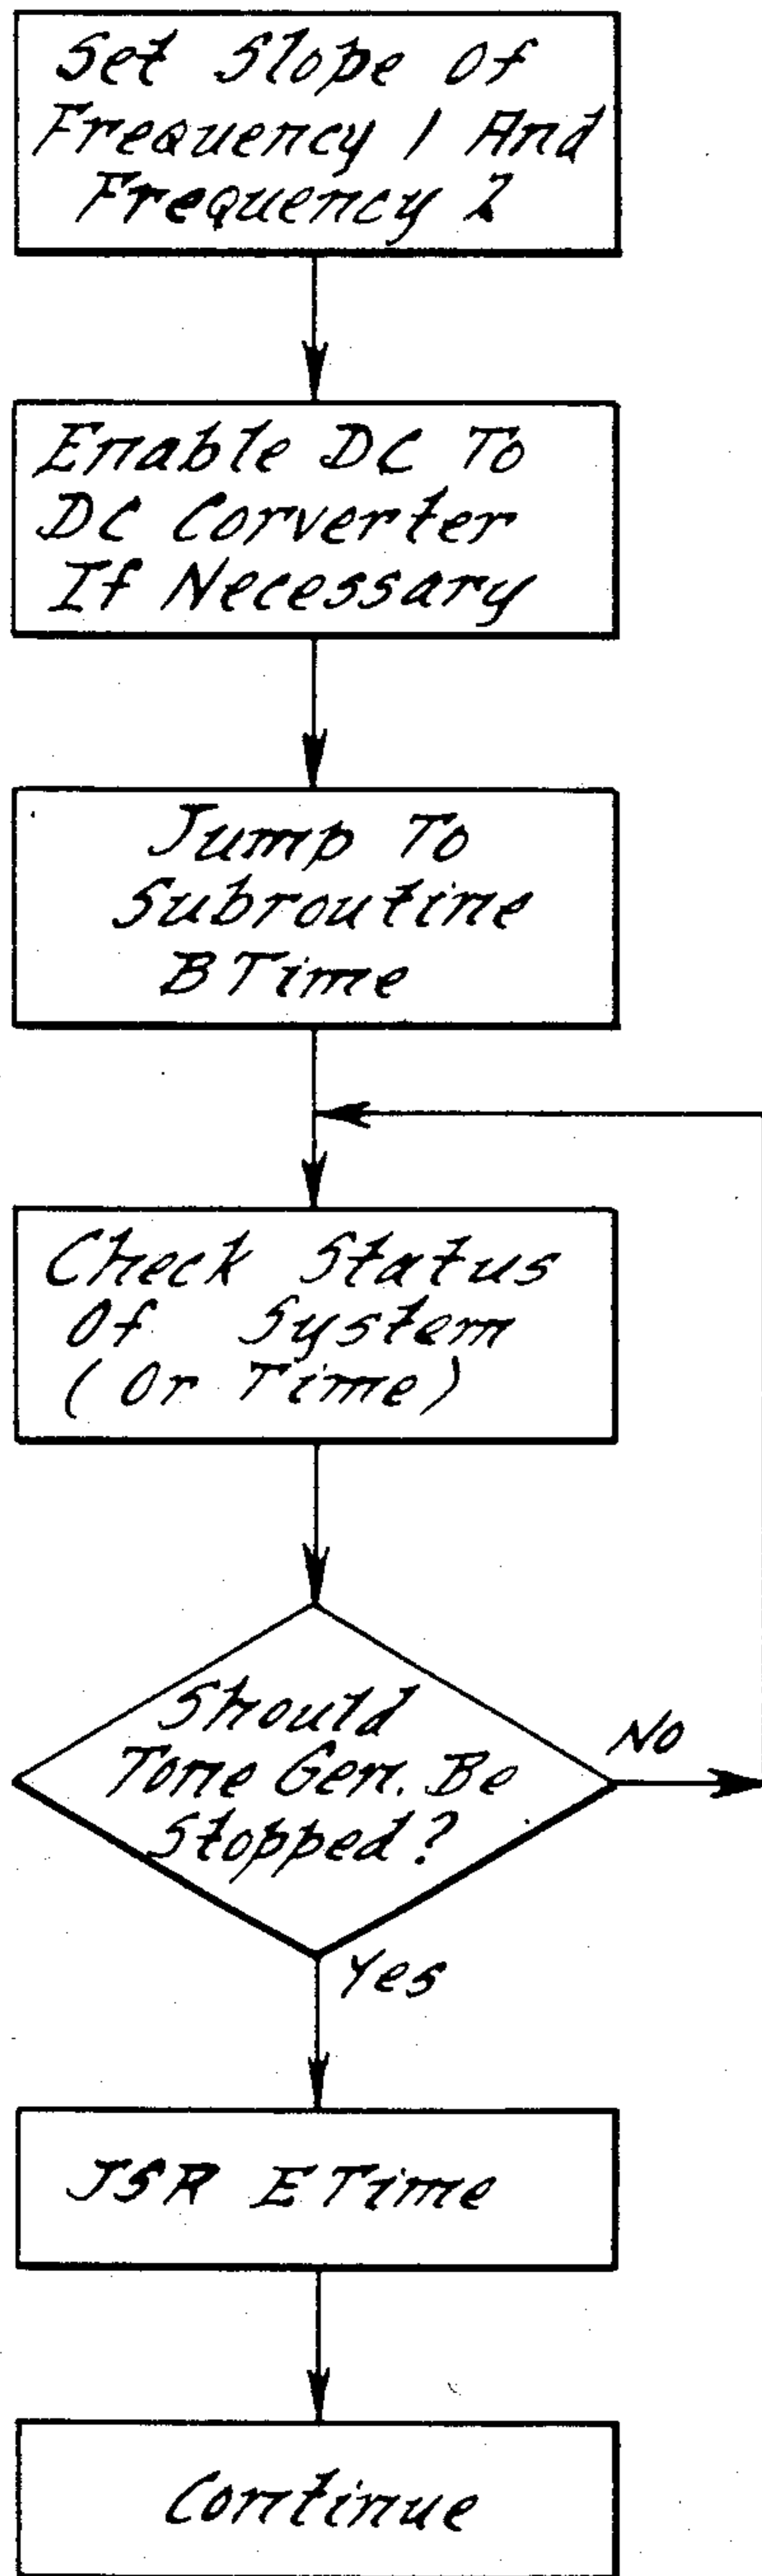 Set Slope Of
Frequency 1 And
Frequency 2
Enable DC To
DC Corverter
If Necessary
Jump To
Subroutine
BTime
Check Status
Of System
(Or Time)
Should
Tone Gen. Be
Stopped?
No
Yes
JSR ETime
Continue